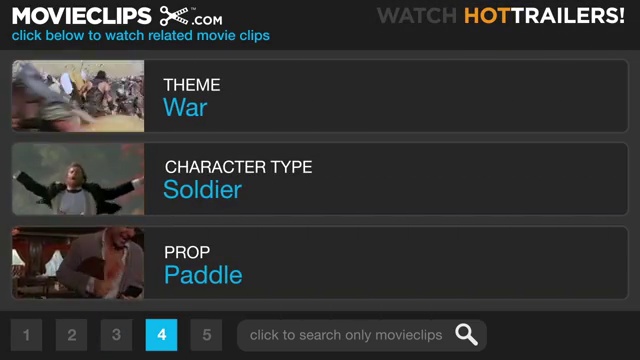 MOVIECLIPS .COM™
WATCH HOTTRAILERS!
click below to watch related movie clips
THEME
War
CHARACTER TYPE
Soldier
PROP
Paddle
1 2 3 4 5 click to search only movieclips